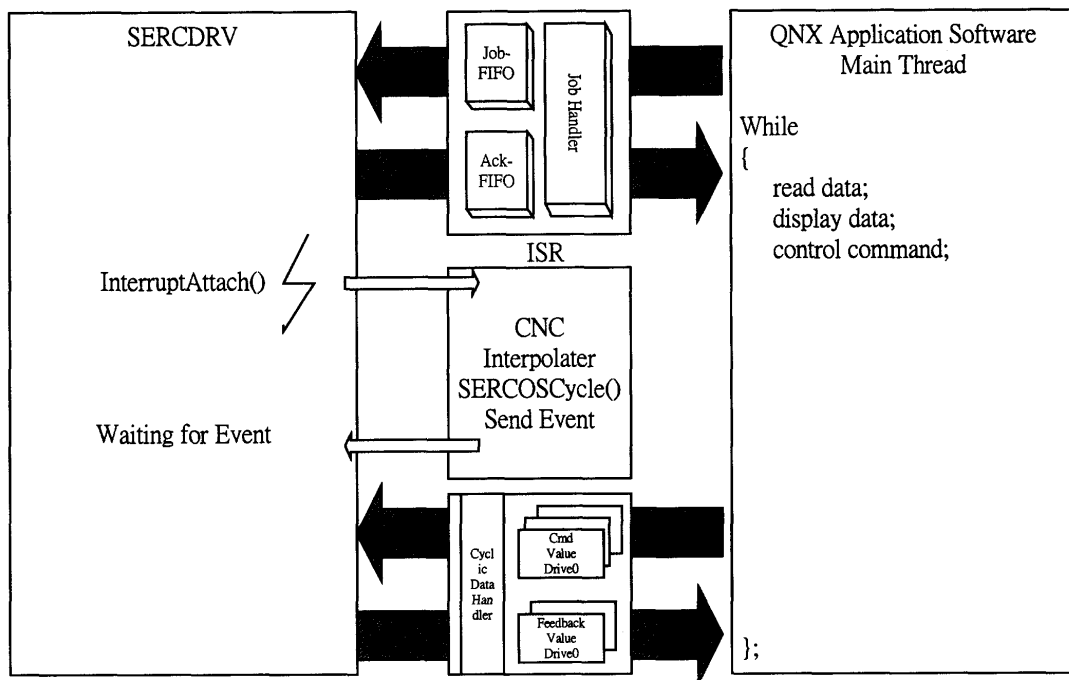 SERCDRV
InterruptAttach()
Waiting for Event
Job-
FIFO
Ack-
FIFO
Job Handler
ISR
CNC
Interpolater
SERCOSCycle()
Send Event
Cycl
ic
Data
Han
dler
Cmd
Value
Drive0
Feedback
Value
Drive0
QNX Application Software
Main Thread
While
{
read data;
display data;
control command;
};